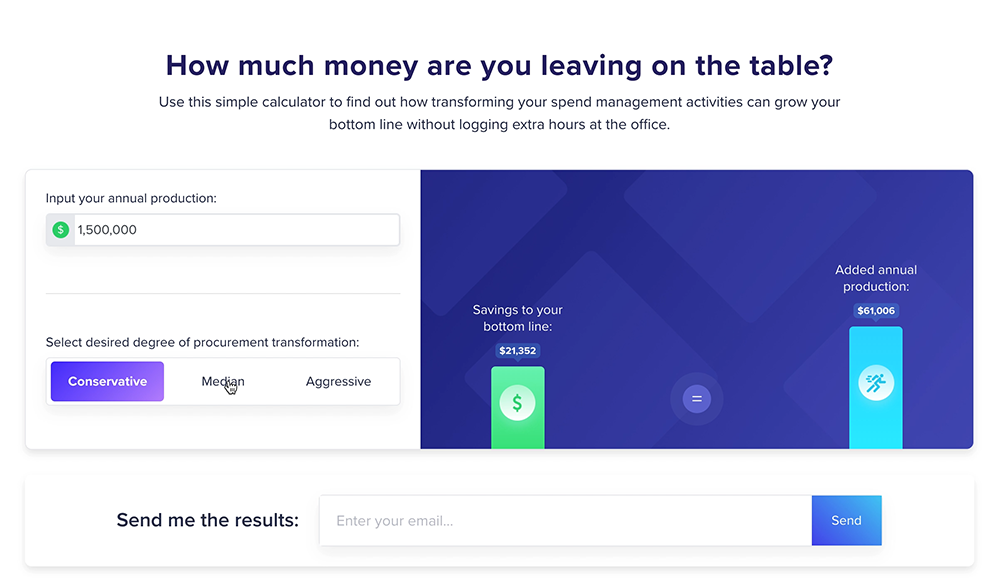 How much money are you leaving on the table?
Use this simple calculator to find out how transforming your spend management activities can grow your
bottom line without logging extra hours at the office.
Input your annual production:
$ 1,500,000
Select desired degree of procurement transformation:
Conservative Median Aggressive
Savings to your
bottom line:
$21,352
$
=
Added annual
production:
$61,006
Send me the results:
Enter your email...
Send